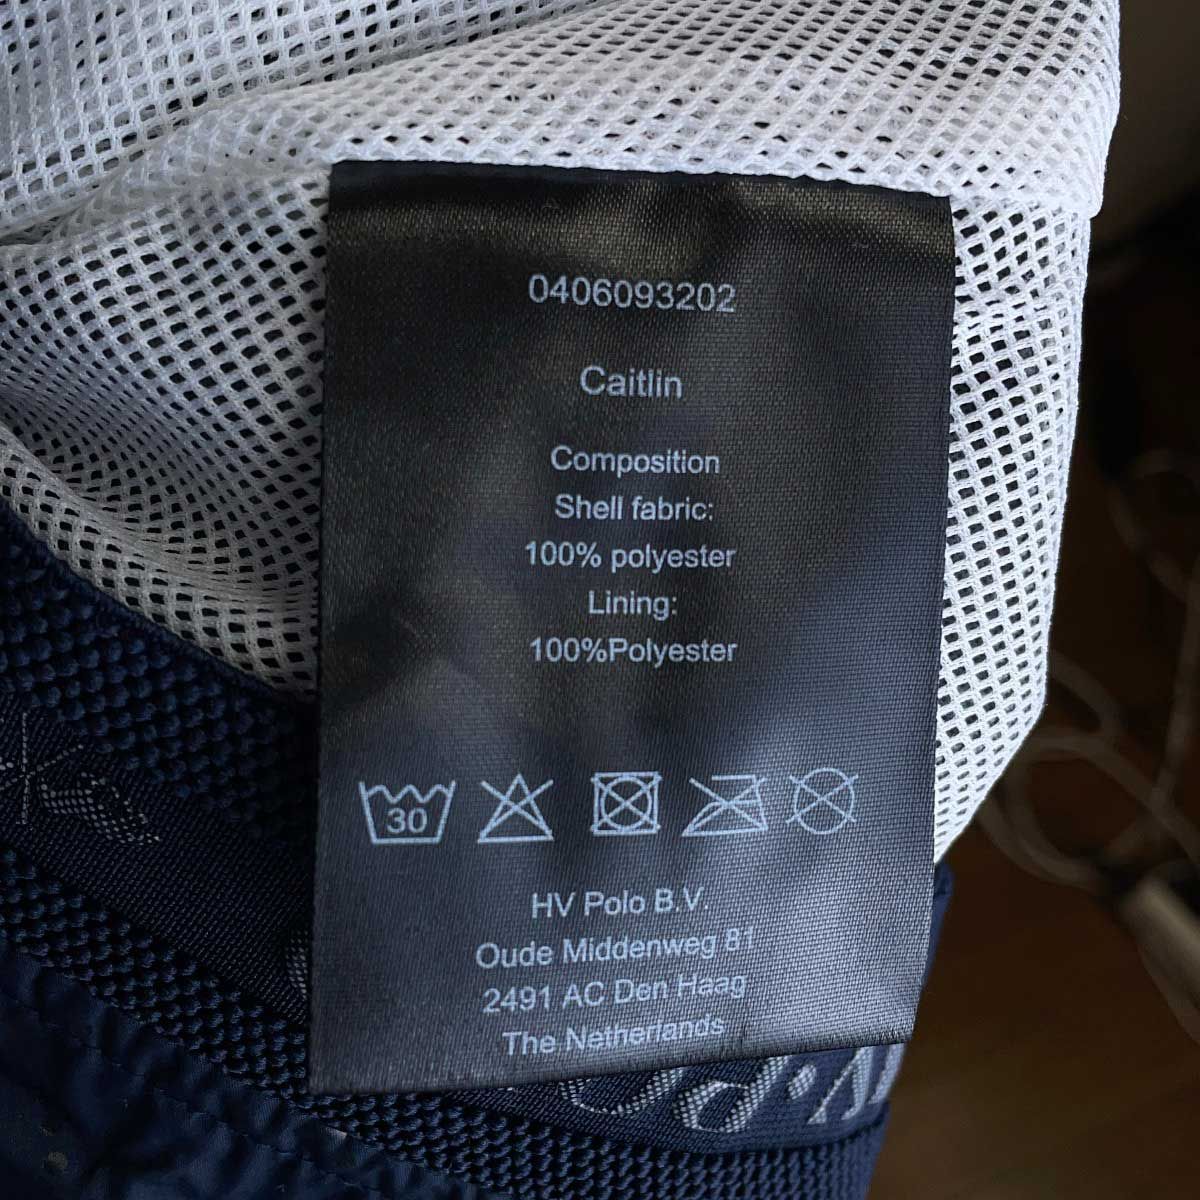 0406093202
Caitlin
Composition
Shell fabric:
100% polyester
Lining:
100%Polyester
30
HV Polo B.V.
Oude Middenweg 81
2491 AC Den Haag
The Netherlands